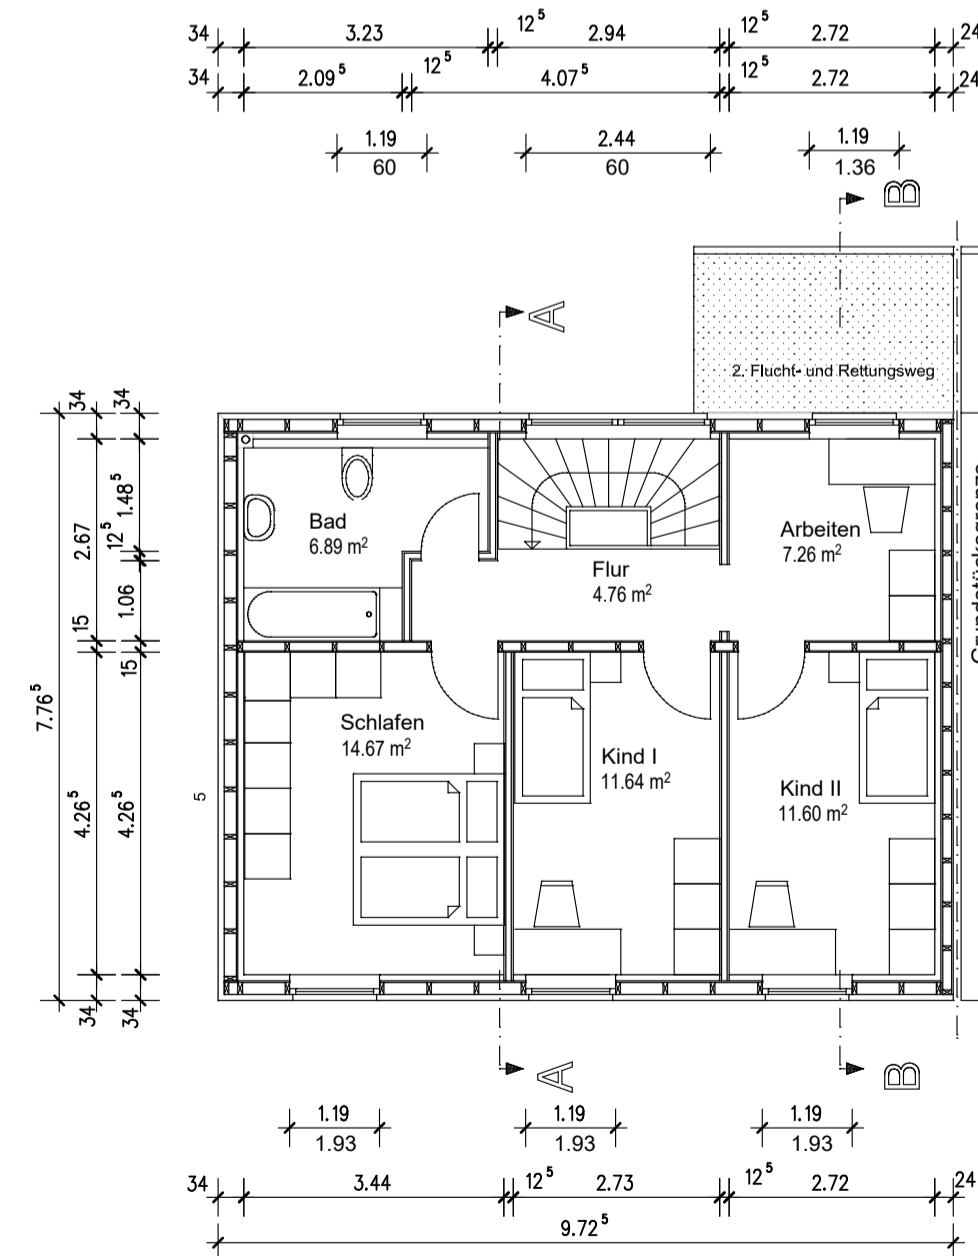 34 3.23 12⁵ 2.94 12⁵ 2.72 24
34 2.09⁵ 12⁵ 4.07⁵ 12⁵ 2.72 24
1.19 2.44 1.19
60 60 1.36
B
A
2. Flucht- und Rettungsweg
34 34
7.76⁵
2.67
15
4.26⁵
34
1.48⁵
12⁵
1.06
15
4.26⁵
34
5
Bad
6.89 m²
Flur
4.76 m²
Arbeiten
7.26 m²
Schlafen
14.67 m²
Kind I
11.64 m²
Kind II
11.60 m²
A B
1.19 1.19 1.19
1.93 1.93 1.93
34 3.44 12⁵ 2.73 12⁵ 2.72 24
9.72⁵